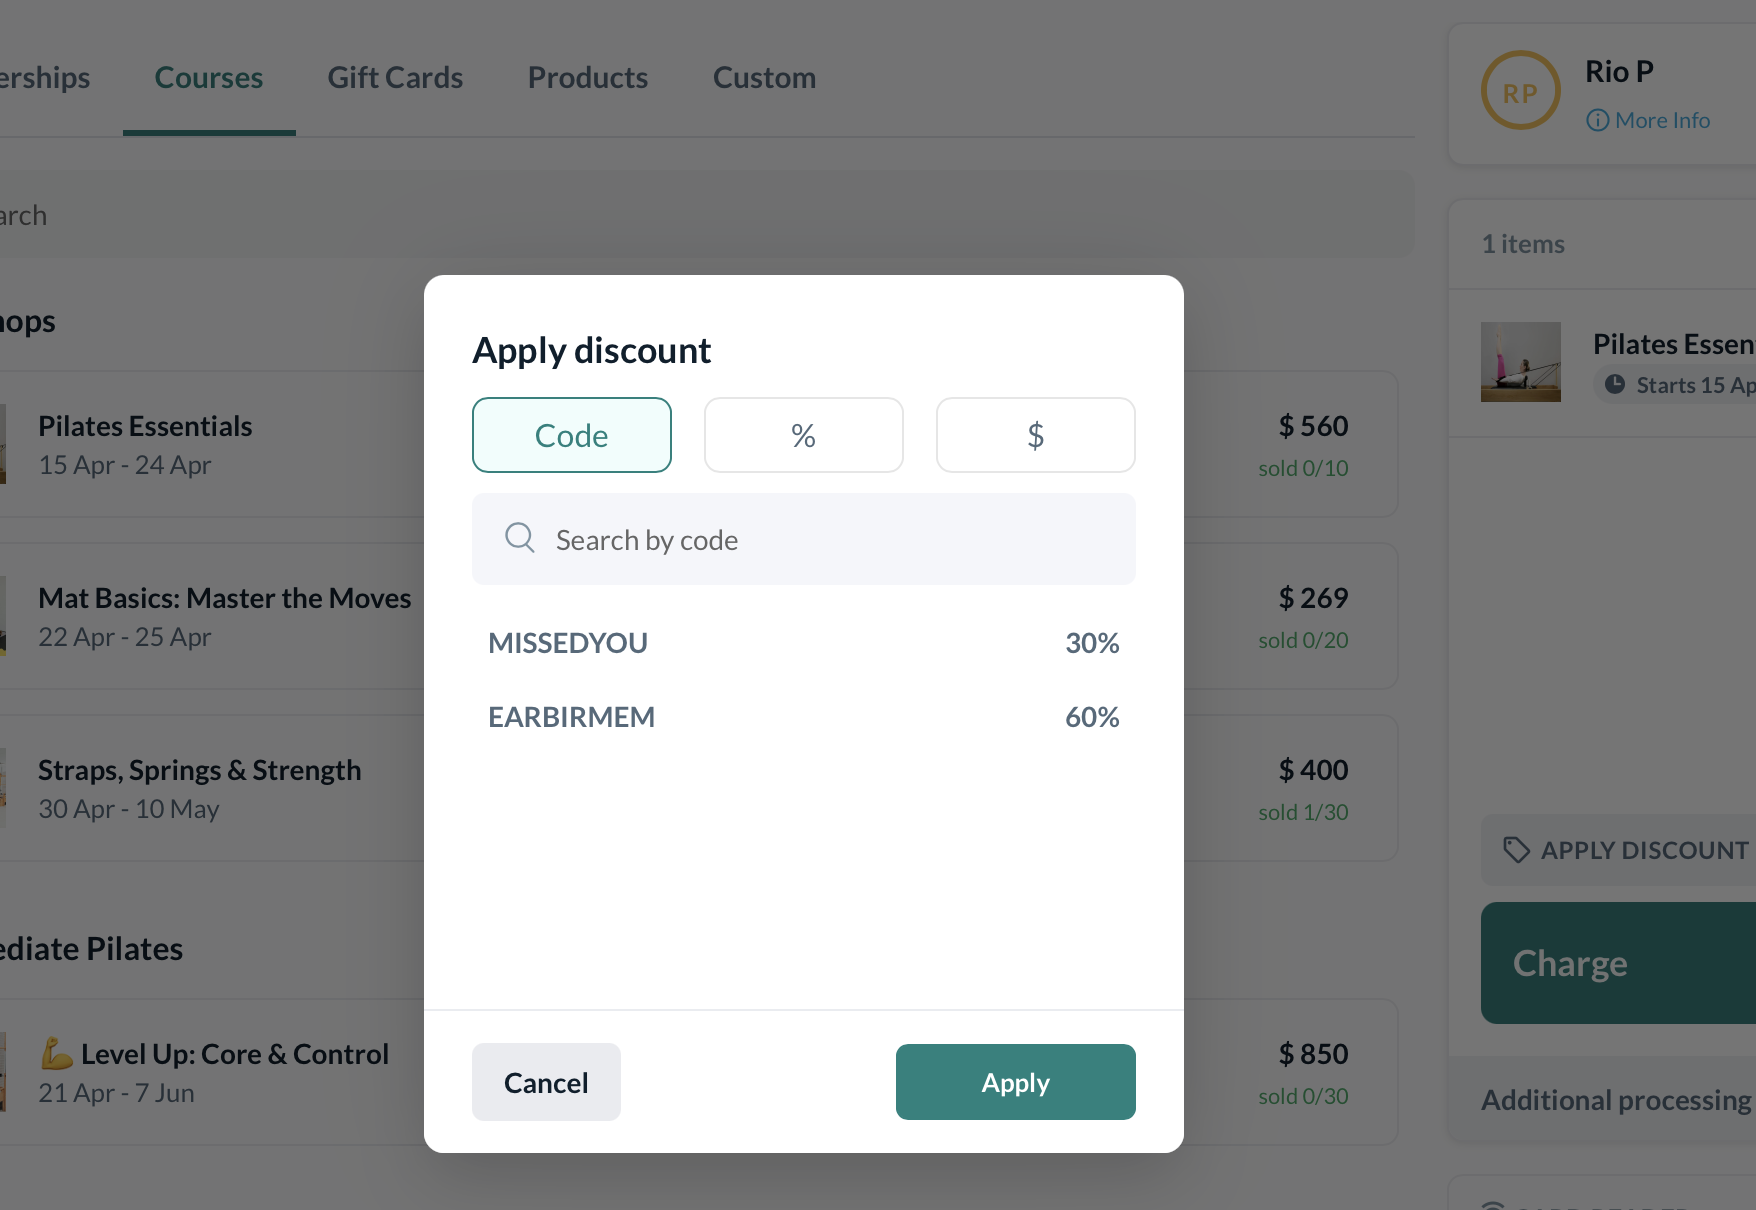 erships
Courses
Gift Cards
Products
Custom
arch
hops
Pilates Essentials
15 Apr - 24 Apr
$ 560
sold 0/10
Mat Basics: Master the Moves
22 Apr - 25 Apr
$ 269
sold 0/20
Straps, Springs & Strength
30 Apr - 10 May
$ 400
sold 1/30
ediate Pilates
💪 Level Up: Core & Control
21 Apr - 7 Jun
$ 850
sold 0/30
Apply discount
Code
%
$
Search by code
MISSEDYOU 30%
EARBIRMEM 60%
Cancel
Apply
RP
Rio P
More Info
1 items
Pilates Essen
Starts 15 Ap
APPLY DISCOUNT
Charge
Additional processing